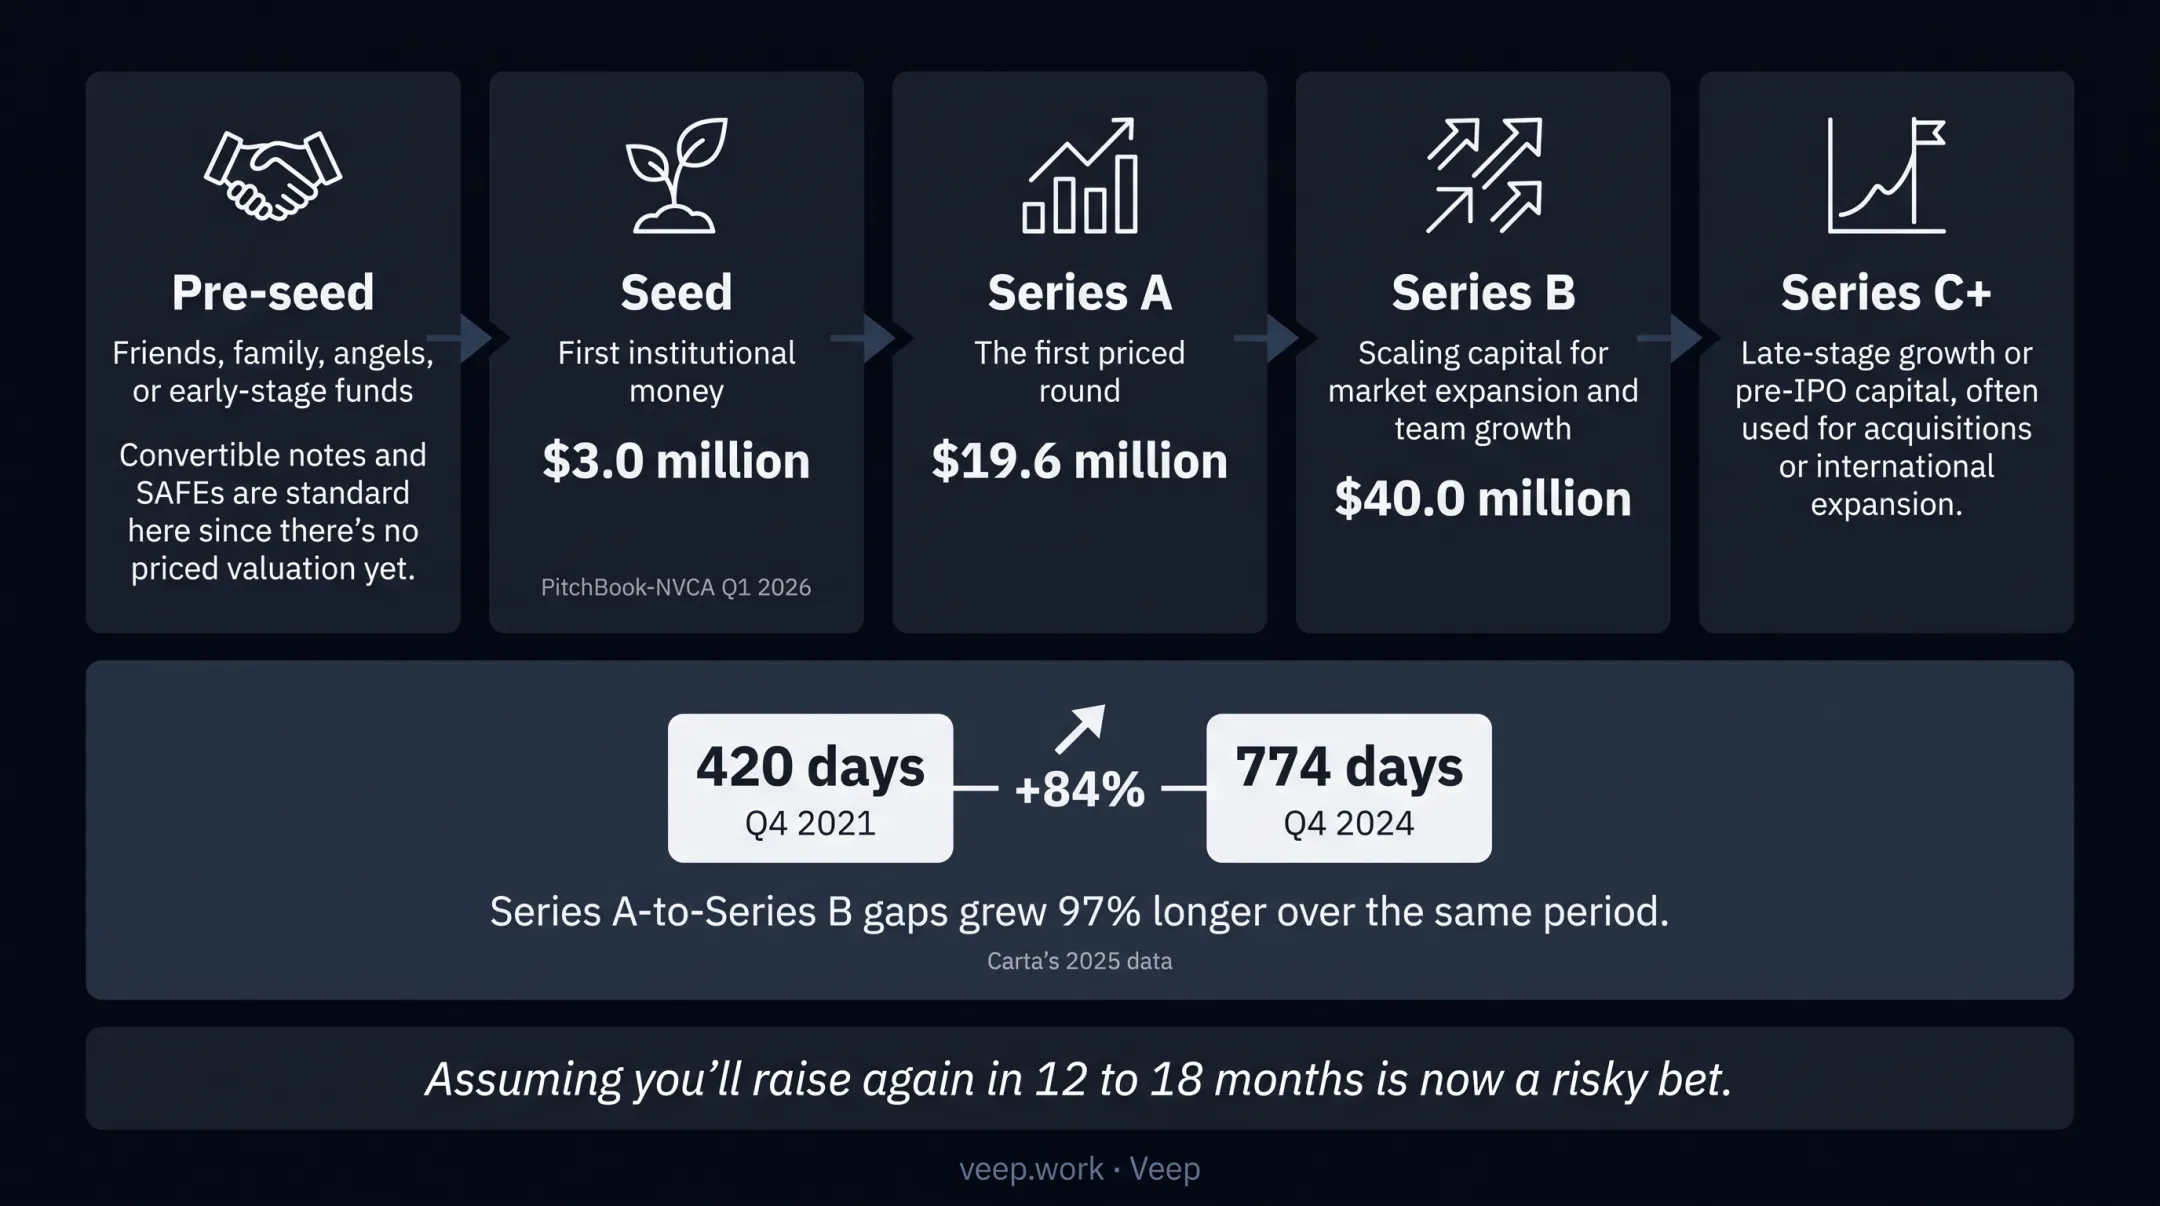 Pre-seed
Friends, family, angels,
or early-stage funds
Convertible notes and
SAFEs are standard
here since there's no
priced valuation yet.
Seed
First institutional
money
$3.0 million
PitchBook-NVCA Q1 2026
Series A
The first priced
round
$19.6 million
Series B
Scaling capital for
market expansion and
team growth
$40.0 million
Series C+
Late-stage growth or
pre-IPO capital, often
used for acquisitions
or international
expansion.
420 days
Q4 2021
+84%
774 days
Q4 2024
Series A-to-Series B gaps grew 97% longer over the same period.
Carta's 2025 data
Assuming you'll raise again in 12 to 18 months is now a risky bet.
veep.work · Veep